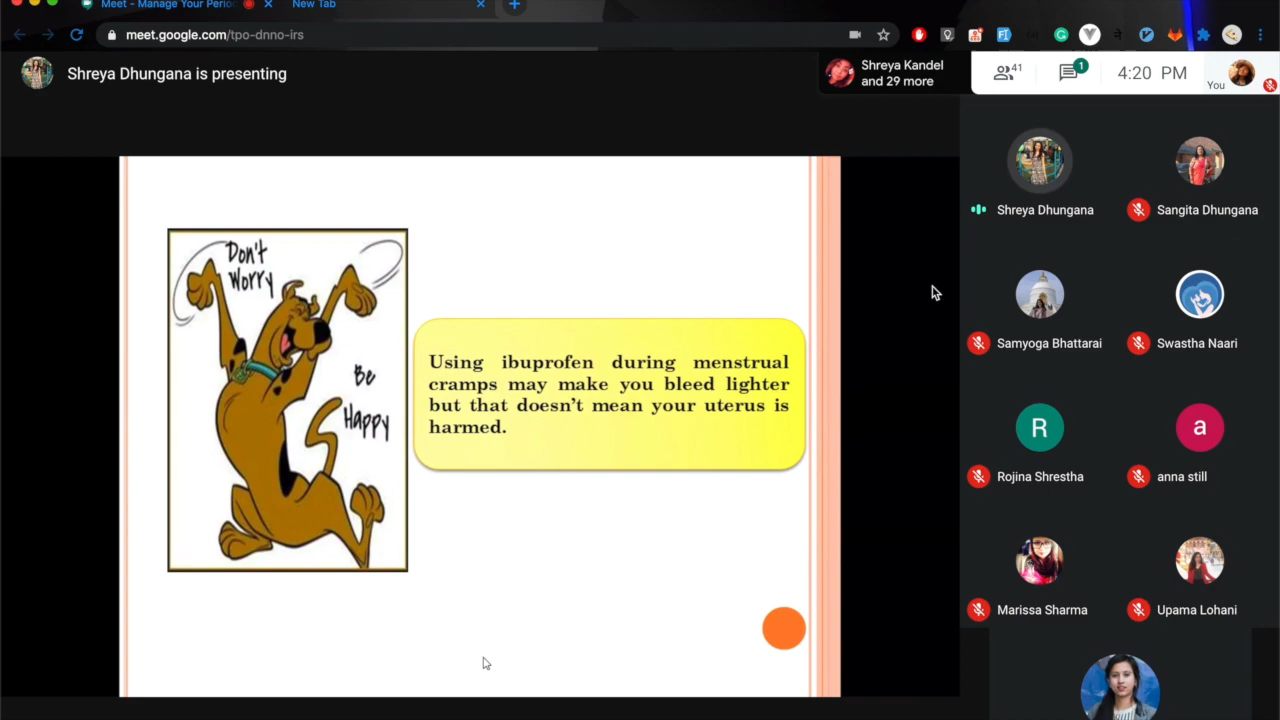 Meet - Manage Your Perio
New Tab
meet.google.com/tpo-dnno-irs
Shreya Dhungana is presenting
Shreya Kandel
and 29 more
41
1
4:20 PM
You
Don't
Worry
Be
Happy
Using ibuprofen during menstrual
cramps may make you bleed lighter
but that doesn't mean your uterus is
harmed.
Shreya Dhungana
Sangita Dhungana
Samyoga Bhattarai
Swastha Naari
R
a
Rojina Shrestha
anna still
Marissa Sharma
Upama Lohani